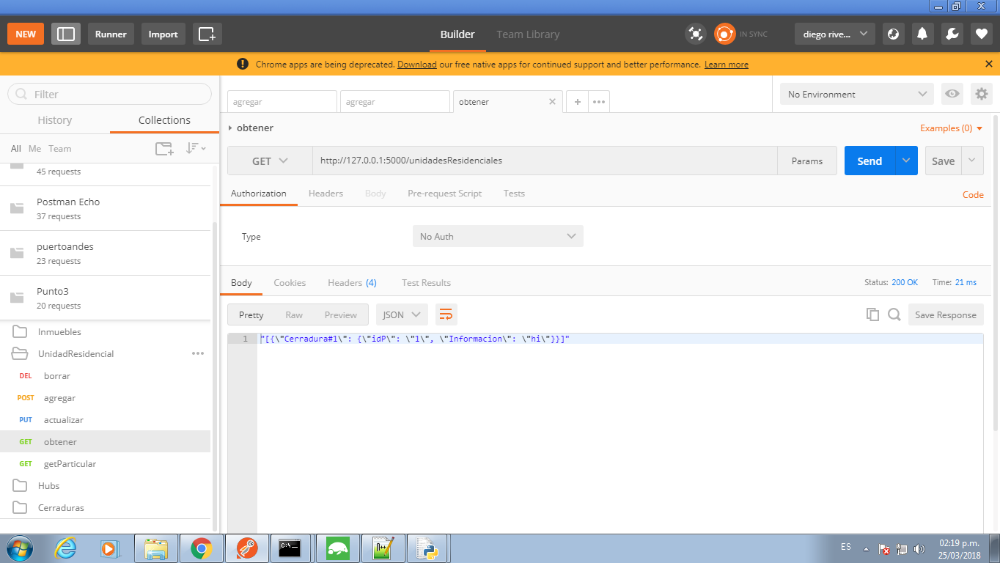 NEW
Runner
Import
Builder
Team Library
IN SYNC
diego rive...
Chrome apps are being deprecated. Download our free native apps for continued support and better performance. Learn more
Filter
History
Collections
All Me Team
45 requests
Postman Echo
37 requests
puertoandes
23 requests
Punto3
20 requests
Inmuebles
UnidadResidencial
DEL borrar
POST agregar
PUT actualizar
GET obtener
GET getParticular
Hubs
Cerraduras
agregar
agregar
obtener
No Environment
obtener
Examples (0)
GET
http://127.0.0.1:5000/unidadesResidenciales
Params
Send
Save
Authorization
Headers
Body
Pre-request Script
Tests
Code
Type
No Auth
Body
Cookies
Headers (4)
Test Results
Status: 200 OK
Time: 21 ms
Pretty
Raw
Preview
JSON
Save Response
1 "[{\"Cerradura#1\": {\"idP\": \"1\", \"Informacion\": \"hi\"}}]"
ES
02:19 p.m.
25/03/2018